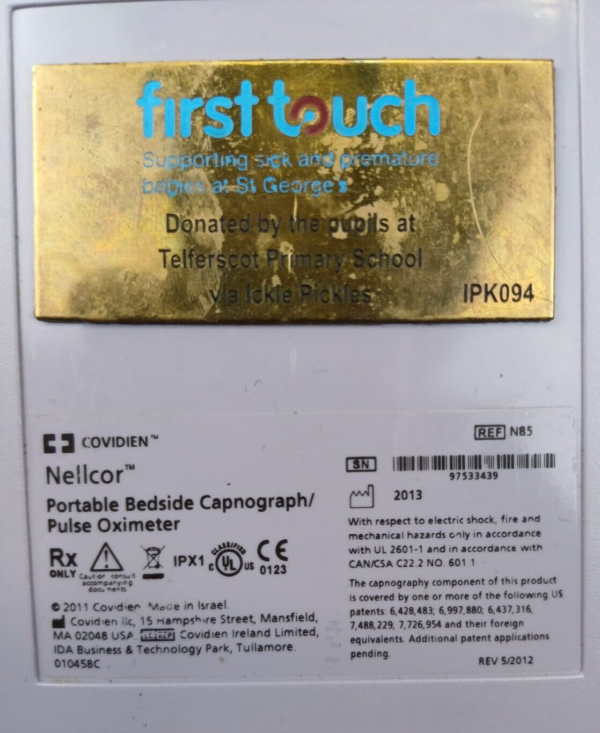 first touch
Supporting sick and premature
babies at St George's
Donated by the pupils at
Telferscot Primary School
via Ickle Pickles
IPK094
COVIDIEN™
Nellcor™
Portable Bedside Capnograph/
Pulse Oximeter
Rx
ONLY
Caution consult
accompanying
documents
IPX1
CLASSIFIED
C UL US
CE
0123
© 2011 Covidien Made in Israel.
Covidien llc, 15 Hampshire Street, Mansfield,
MA 02048 USA. Covidien Ireland Limited,
IDA Business & Technology Park, Tullamore.
010458C
REF N85
SN
97533439
2013
With respect to electric shock, fire and
mechanical hazards only in accordance
with UL 2601-1 and in accordance with
CAN/CSA C22.2 NO. 601 1
The capnography component of this product
is covered by one or more of the following US
patents: 6,428,483; 6,997,880; 6,437,316,
7,488,229; 7,726,954 and their foreign
equivalents. Additional patent applications
pending.
REV 5/2012